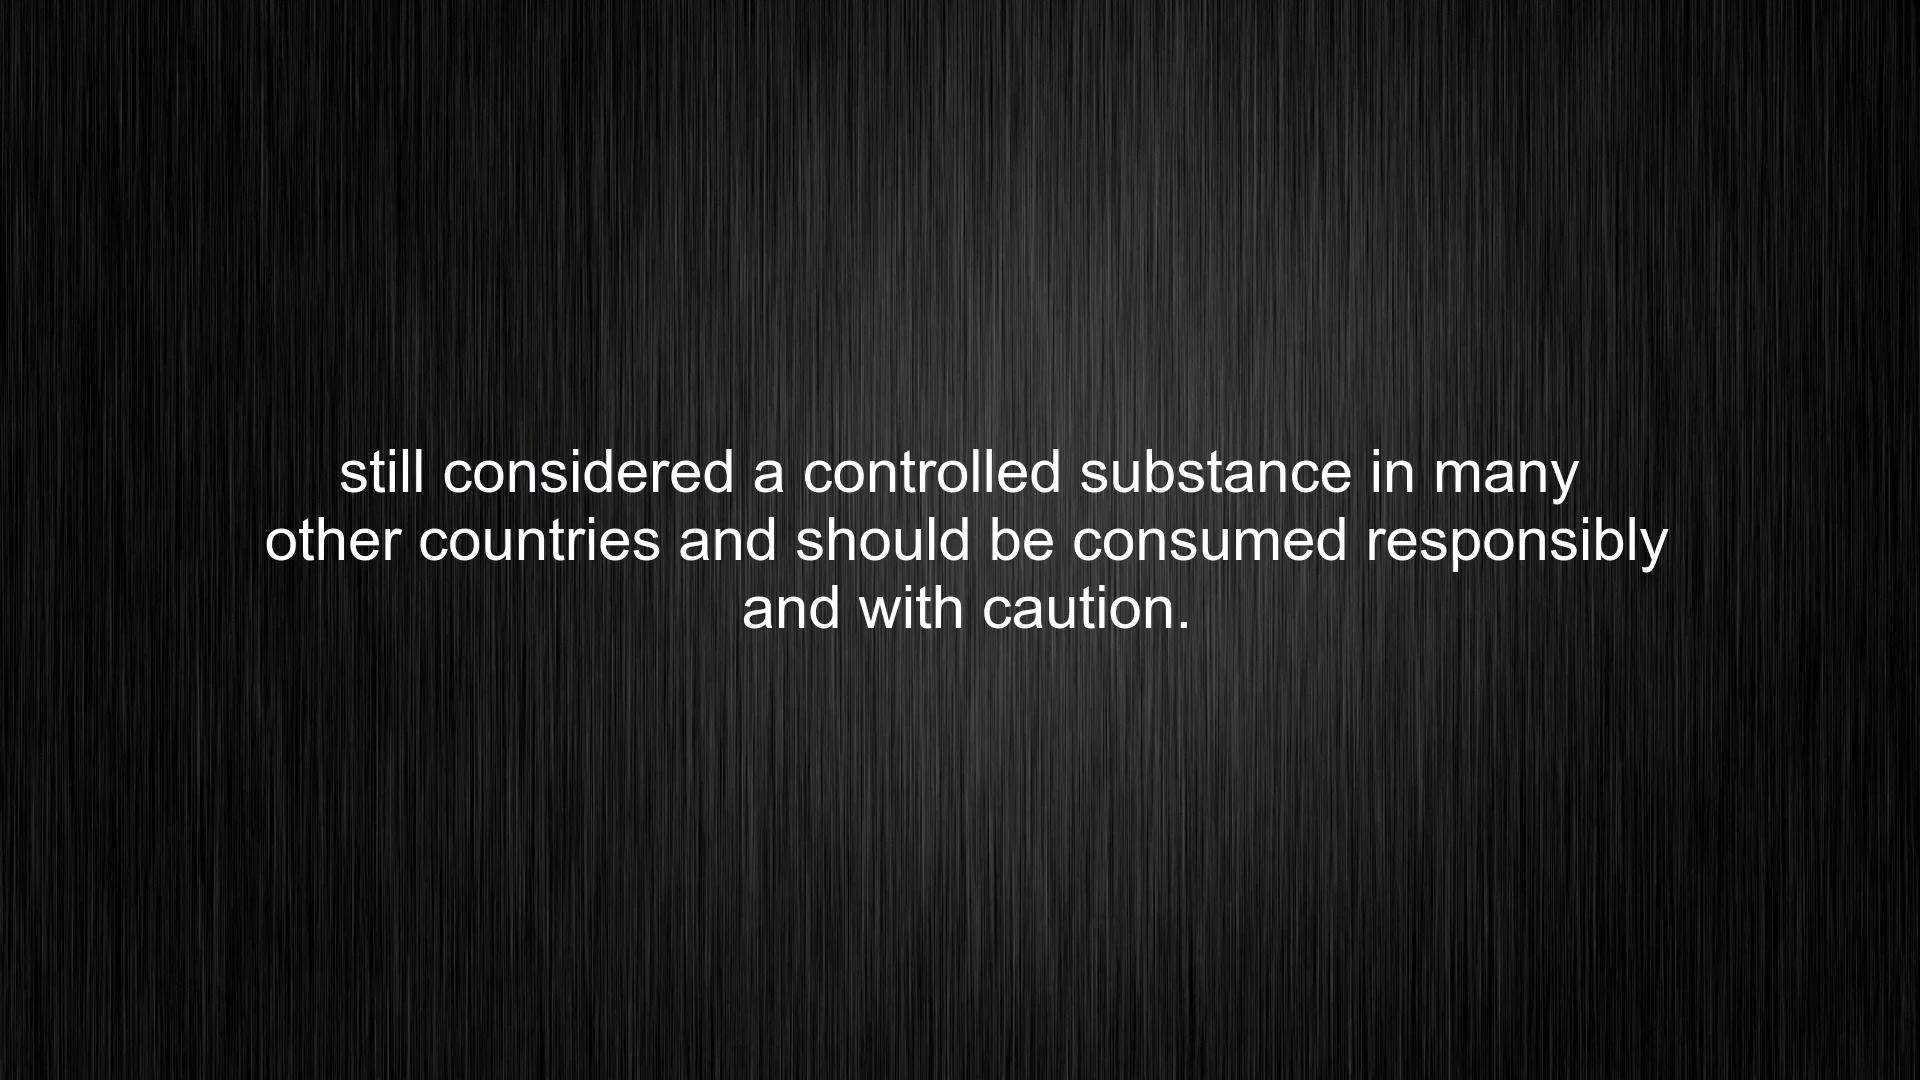 still considered a controlled substance in many
other countries and should be consumed responsibly
and with caution.